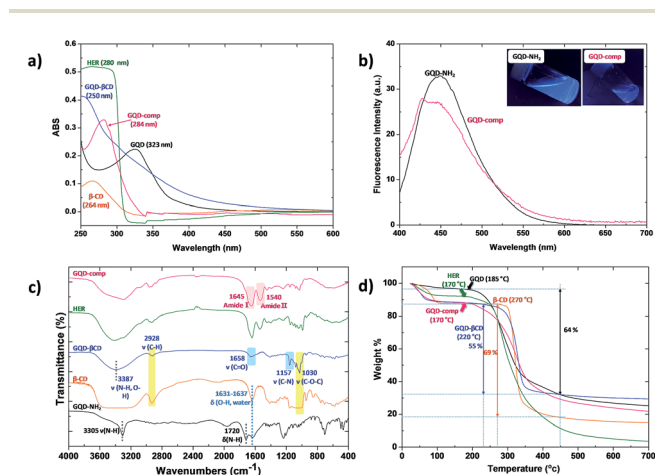 a)
HER (280 nm)
GQD-βCD
(250 nm)
GQD-comp
(284 nm)
GQD (323 nm)
β-CD
(264 nm)
ABS
0.6
0.5
0.4
0.3
0.2
0.1
0.0
250 300 350 400 450 500 550 600
Wavelength (nm)
b)
GQD-NH2
GQD-comp
GQD-NH2
GQD-comp
Fluorescence Intensity (a.u.)
40
30
20
10
0
400 450 500 550 600 650 700
Wavelength (nm)
c)
GQD-comp
1645
Amide I
1540
Amide II
HER
GQD-βCD
2928
ν (C-H)
1658
ν (C=O)
1157
ν (C-N)
1030
ν (C-O-C)
3387
ν (N-H, O-
H)
β-CD
1631-1637
δ (O-H, water)
GQD-NH2
3305 ν(N-H)
1720
δ(N-H)
Transmittance (%)
4000 3600 3200 2800 2400 2000 1600 1200 800 400
Wavenumbers (cm-1)
d)
HER
(170 °C)
GQD (185 °C)
β-CD (270 °C)
GQD-comp
(170 °C)
GQD-βCD
(220 °C)
55 %
69 %
64 %
Weight %
100
90
80
70
60
50
40
30
20
10
0
0 100 200 300 400 500 600 700
Temperature (°c)